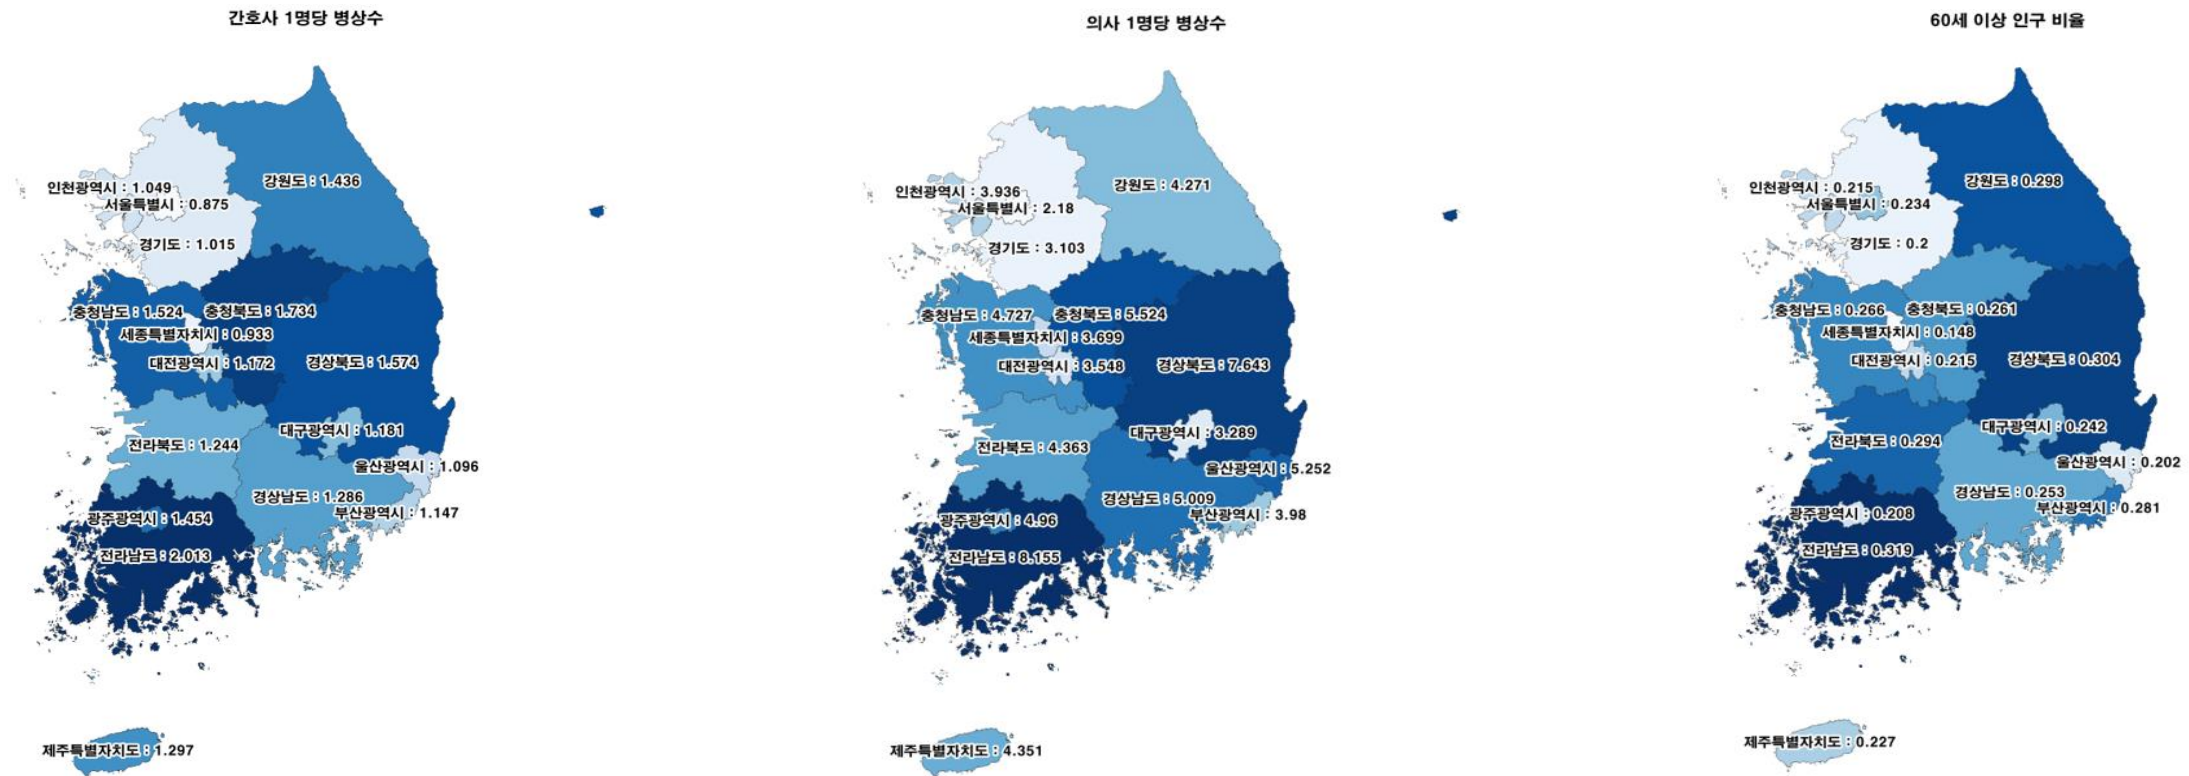 간호사 1명당 병상수
인천광역시 : 1.049
서울특별시 : 0.875
강원도 : 1.436
경기도 : 1.015
충청남도 : 1.524
충청북도 : 1.734
세종특별자치시 : 0.933
대전광역시 : 1.172
경상북도 : 1.574
대구광역시 : 1.181
전라북도 : 1.244
울산광역시 : 1.096
경상남도 : 1.286
부산광역시 : 1.147
광주광역시 : 1.454
전라남도 : 2.013
제주특별자치도 : 1.297
의사 1명당 병상수
인천광역시 : 3.936
서울특별시 : 2.18
강원도 : 4.271
경기도 : 3.103
충청남도 : 4.727
충청북도 : 5.524
세종특별자치시 : 3.699
대전광역시 : 3.548
경상북도 : 7.643
대구광역시 : 3.289
전라북도 : 4.363
울산광역시 : 5.252
경상남도 : 5.009
부산광역시 : 3.98
광주광역시 : 4.96
전라남도 : 8.155
제주특별자치도 : 4.351
60세 이상 인구 비율
인천광역시 : 0.215
서울특별시 : 0.234
강원도 : 0.298
경기도 : 0.2
충청남도 : 0.266
충청북도 : 0.261
세종특별자치시 : 0.148
대전광역시 : 0.215
경상북도 : 0.304
대구광역시 : 0.242
전라북도 : 0.294
울산광역시 : 0.202
경상남도 : 0.253
부산광역시 : 0.281
광주광역시 : 0.208
전라남도 : 0.319
제주특별자치도 : 0.227